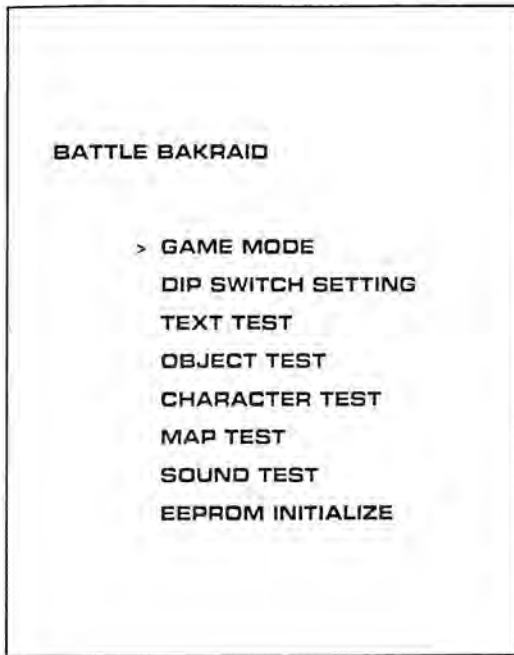 BATTLE BAKRAID
> GAME MODE
DIP SWITCH SETTING
TEXT TEST
OBJECT TEST
CHARACTER TEST
MAP TEST
SOUND TEST
EEPROM INITIALIZE